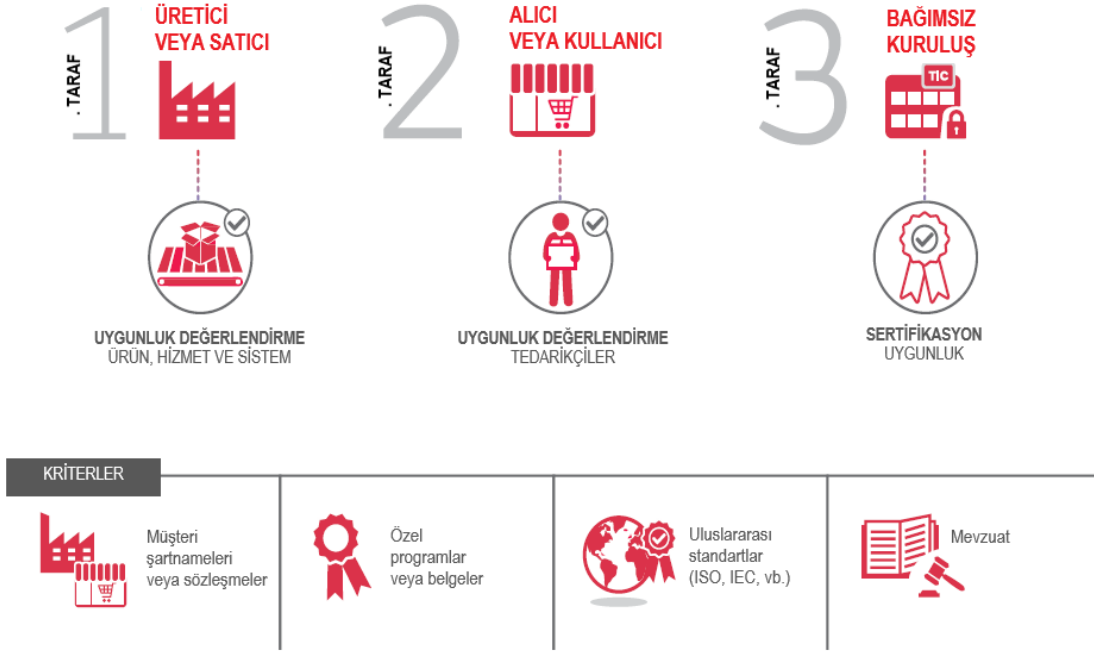 1
. TARAF
ÜRETİCİ
VEYA SATICI
2
. TARAF
ALICI
VEYA KULLANICI
3
. TARAF
BAĞIMSIZ
KURULUŞ
TIC
UYGUNLUK DEĞERLENDİRME
ÜRÜN, HİZMET VE SİSTEM
UYGUNLUK DEĞERLENDİRME
TEDARİKÇİLER
SERTİFİKASYON
UYGUNLUK
KRİTERLER
Müşteri
şartnameleri
veya sözleşmeler
Özel
programlar
veya belgeler
Uluslararası
standartlar
(ISO, IEC, vb.)
Mevzuat